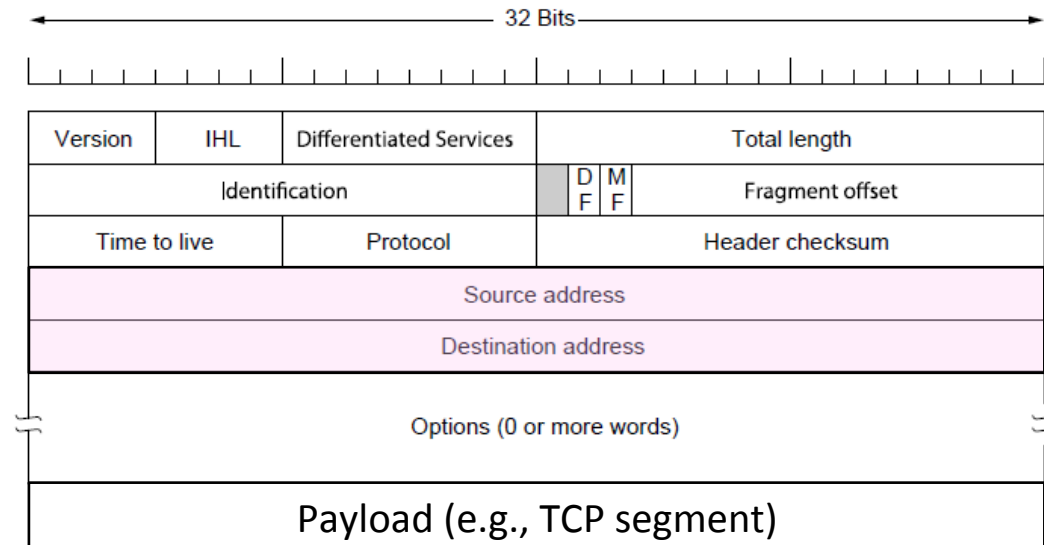 32 Bits
Version IHL Differentiated Services Total length
Identification D F M F Fragment offset
Time to live Protocol Header checksum
Source address
Destination address
Options (0 or more words)
Payload (e.g., TCP segment)